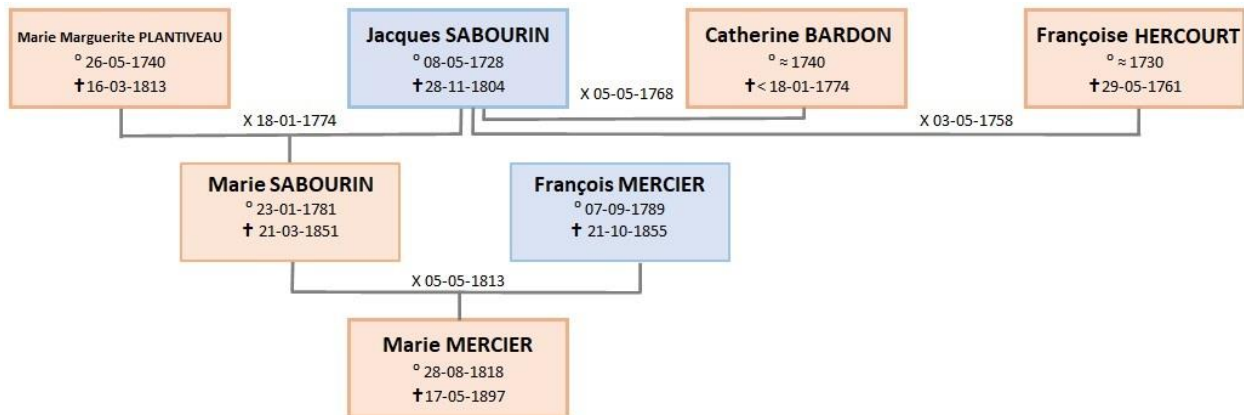 Marie Marguerite PLANTIVEAU
° 26-05-1740
✝16-03-1813
Jacques SABOURIN
° 08-05-1728
✝28-11-1804
Catherine BARDON
° ≈ 1740
✝< 18-01-1774
Françoise HERCOURT
° ≈ 1730
✝29-05-1761
X 05-05-1768
X 18-01-1774
X 03-05-1758
Marie SABOURIN
° 23-01-1781
✝ 21-03-1851
François MERCIER
° 07-09-1789
✝ 21-10-1855
X 05-05-1813
Marie MERCIER
° 28-08-1818
✝17-05-1897